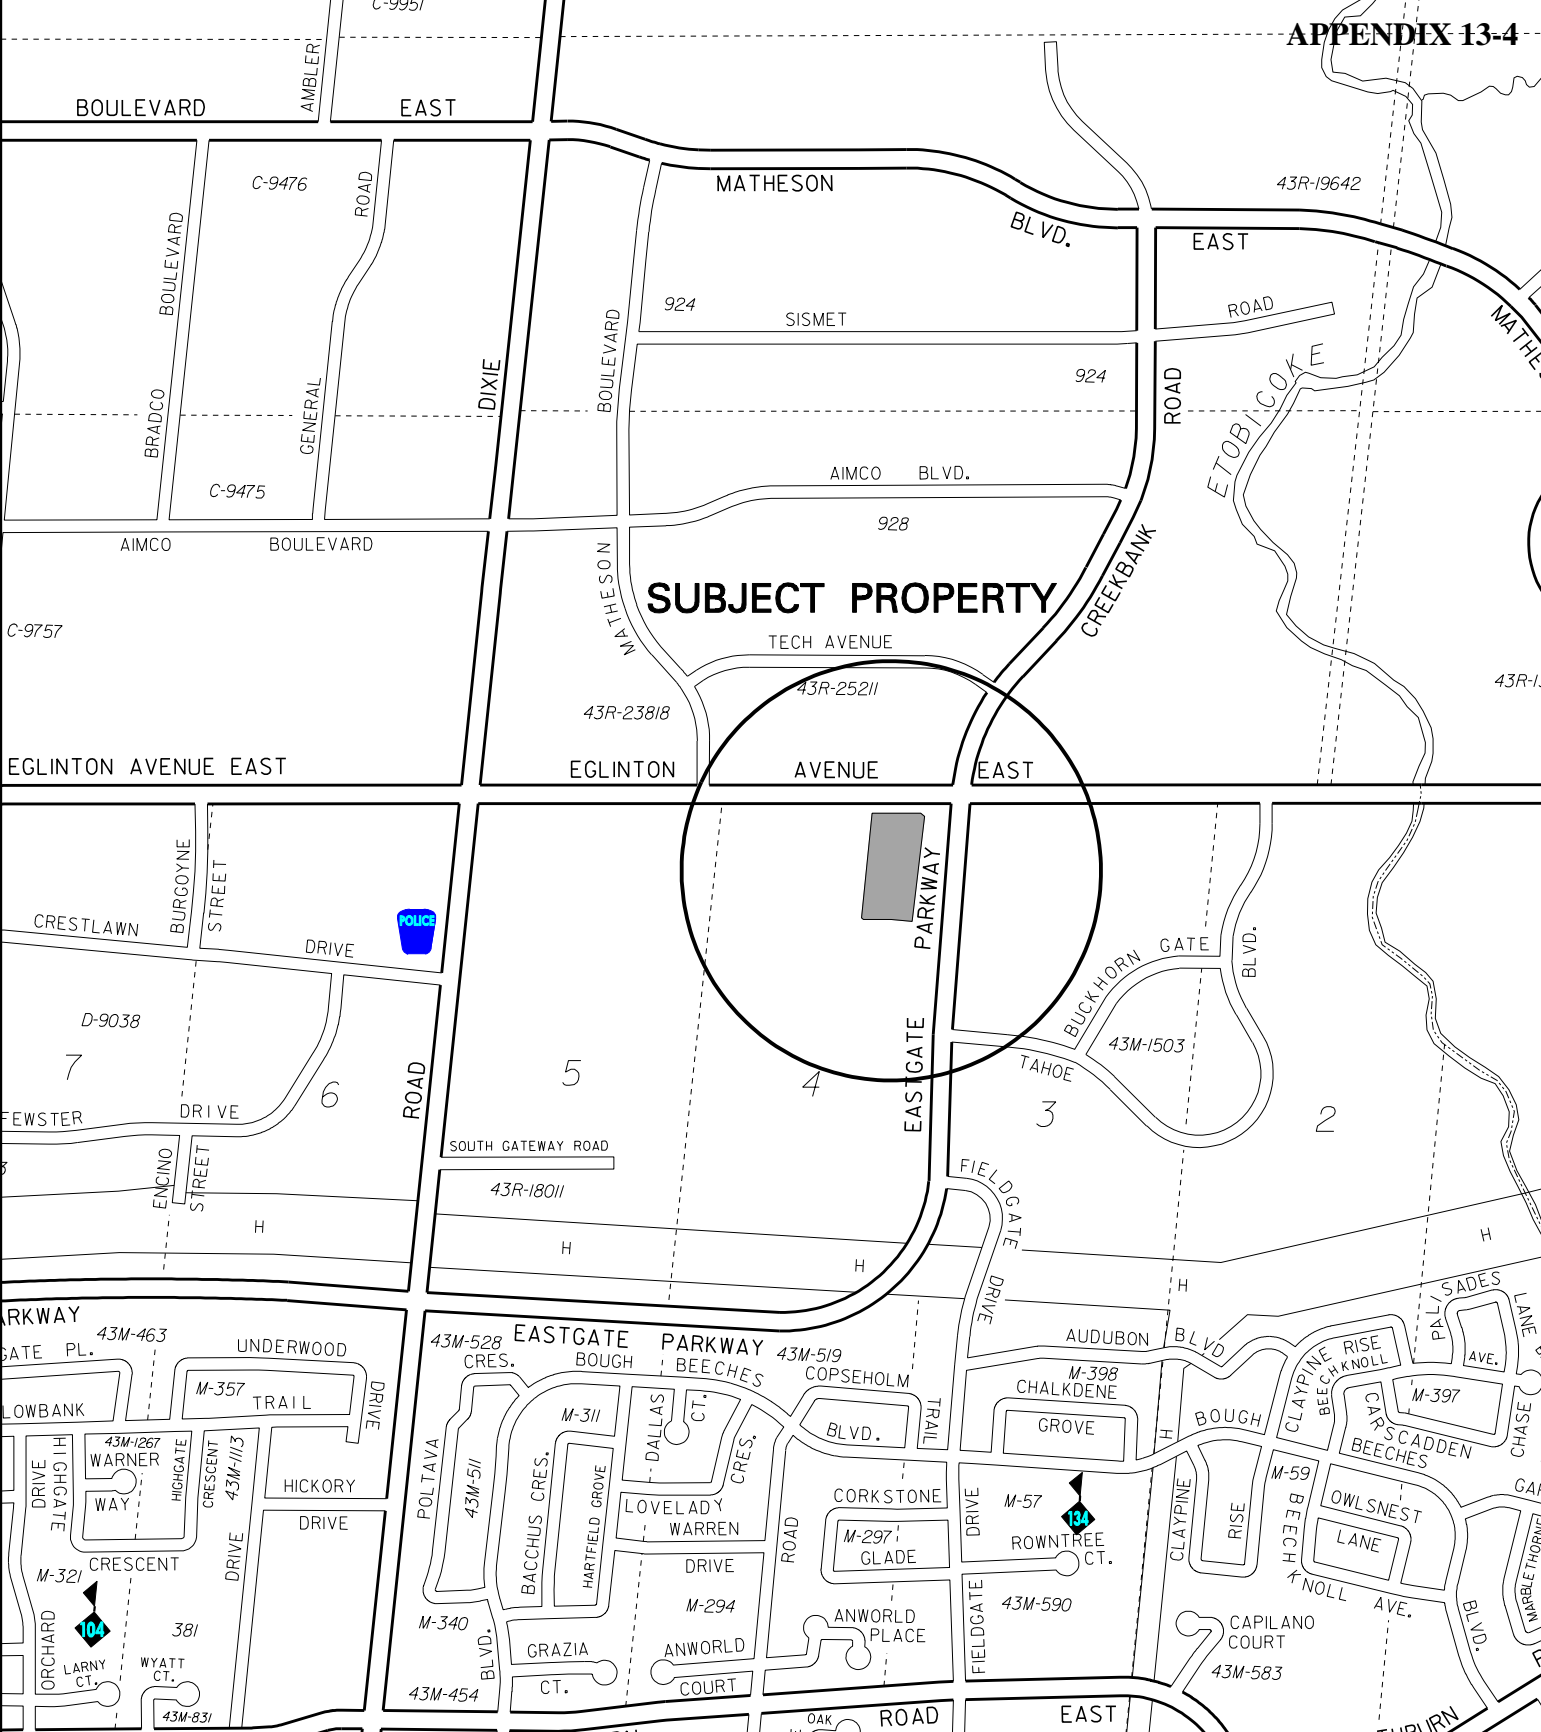 C-9951
APPENDIX 13-4
AMBLER
BOULEVARD EAST
C-9476
ROAD
MATHESON
43R-19642
BOULEVARD
BLVD.
EAST
924
SISMET
ROAD
BOULEVARD
DIXIE
924
ROAD
ETOBICOKE
BRADCO
GENERAL
C-9475
AIMCO BLVD.
928
AIMCO BOULEVARD
MATHESON
CREEKBANK
SUBJECT PROPERTY
C-9757
TECH AVENUE
43R-25211
43R-23818
EGLINTON AVENUE EAST
EGLINTON AVENUE EAST
BURGOYNE
STREET
PARKWAY
CRESTLAWN
DRIVE
POLICE
GATE
BLVD.
BUCKHORN
D-9038
43M-1503
7
6
5
4
3
2
TAHOE
ROAD
EASTGATE
FEWSTER DRIVE
SOUTH GATEWAY ROAD
ENCINO
STREET
43R-18011
FIELDGATE
DRIVE
H
H
H
H
H
43M-463
UNDERWOOD
DRIVE
M-357
TRAIL
43M-528
EASTGATE PARKWAY
CRES.
BOUGH
BEECHES
43M-519
COPSEHOLM
TRAIL
AUDUBON BLVD
M-398
CHALKDENE
GROVE
PALISADES
LANE
RISE
BEECHKNOLL
CLAYPINE
AVE.
M-397
CARSCADDEN
CHASE
BEECHES
BOUGH
H
43M-1267
WARNER
WAY
HIGHGATE
DRIVE
HIGHGATE
CRESCENT
43M-1113
HICKORY
DRIVE
DRIVE
CRESCENT
POLTAVA
43M-511
M-311
DALLAS
CT.
BLVD.
CRES.
BACCHUS CRES.
HARTFIELD GROVE
LOVELADY
WARREN
DRIVE
ROAD
CORKSTONE
M-297
GLADE
DRIVE
M-57
134
ROWNTREE
CT.
CLAYPINE
RISE
M-59
BEECHKNOLL AVE.
OWLSNEST
LANE
MARBLETHORNE
M-321
104
381
M-340
M-294
ANWORLD
PLACE
43M-590
FIELDGATE
CAPILANO
COURT
43M-583
BLVD.
ORCHARD
LARNY
CT.
WYATT
CT.
43M-831
43M-454
BLVD.
GRAZIA
CT.
ANWORLD
COURT
OAK
ROAD EAST